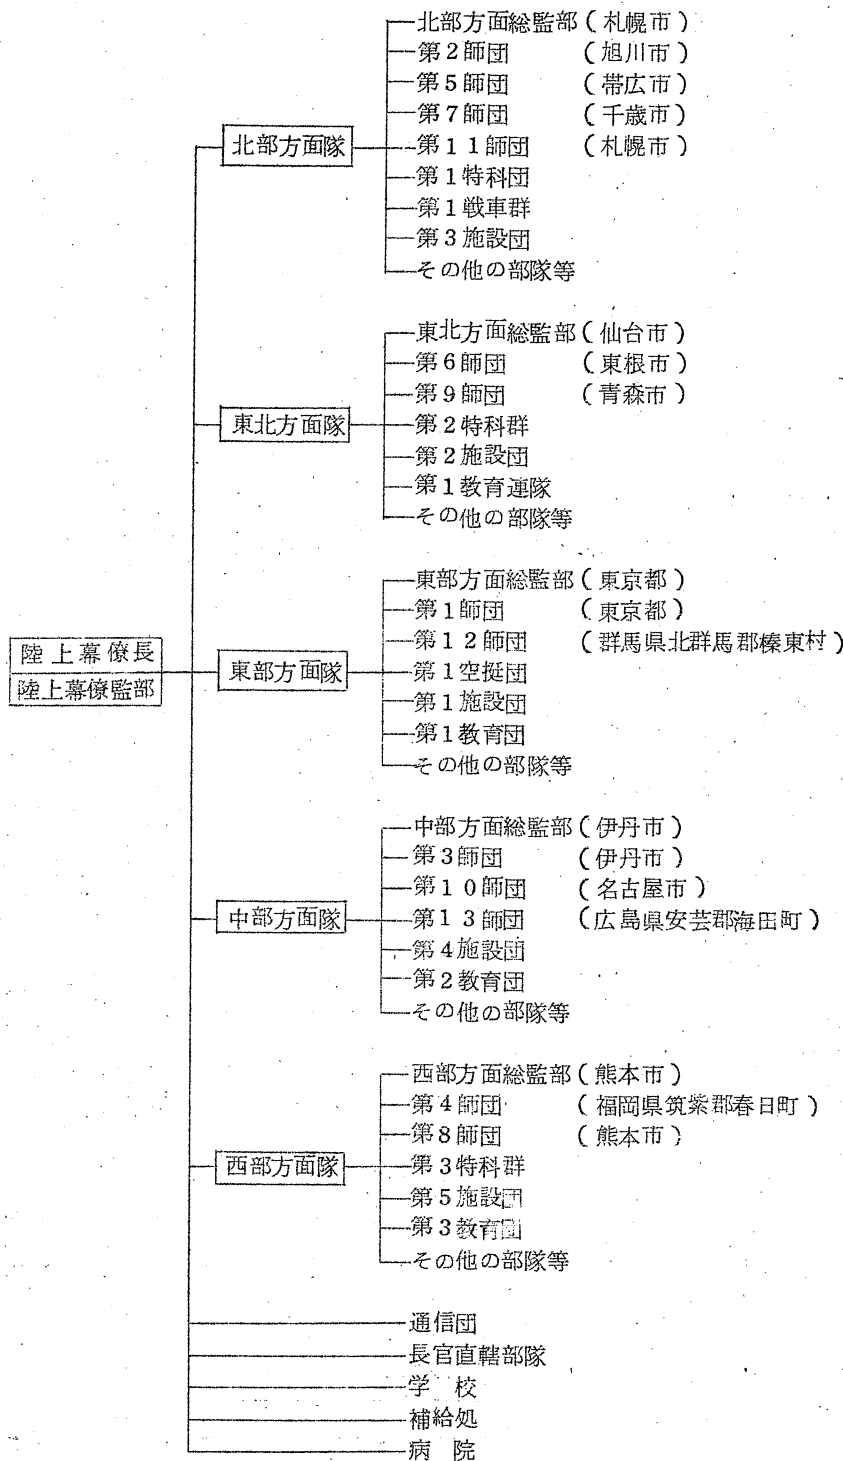 陸上幕僚長
陸上幕僚監部
北部方面隊
北部方面総監部(札幌市)
第2師団 (旭川市)
第5師団 (帯広市)
第7師団 (千歳市)
第11師団 (札幌市)
第1特科団
第1戦車群
第3施設団
その他の部隊等
東北方面隊
東北方面総監部(仙台市)
第6師団 (東根市)
第9師団 (青森市)
第2特科群
第2施設団
第1教育連隊
その他の部隊等
東部方面隊
東部方面総監部(東京都)
第1師団 (東京都)
第12師団 (群馬県北群馬郡榛東村)
第1空挺団
第1施設団
第1教育団
その他の部隊等
中部方面隊
中部方面総監部(伊丹市)
第3師団 (伊丹市)
第10師団 (名古屋市)
第13師団 (広島県安芸郡海田町)
第4施設団
第2教育団
その他の部隊等
西部方面隊
西部方面総監部(熊本市)
第4師団 (福岡県筑紫郡春日町)
第8師団 (熊本市)
第3特科群
第5施設団
第3教育団
その他の部隊等
通信団
長官直轄部隊
学校
補給処
病院